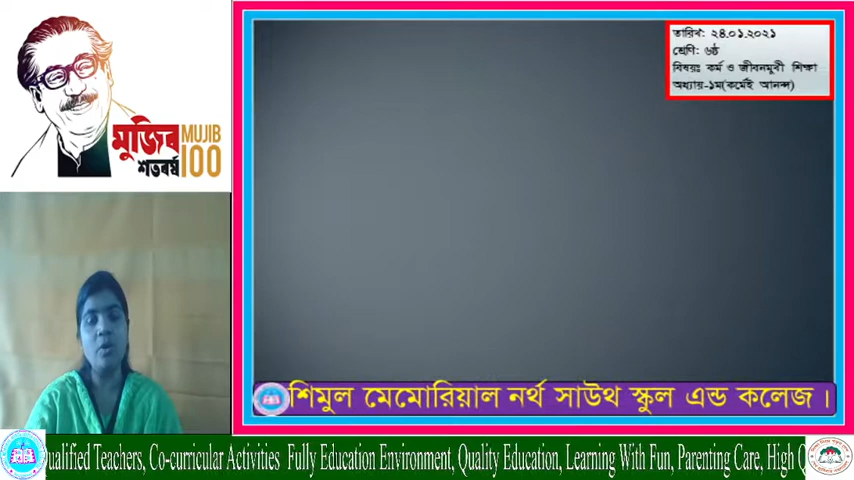 মুজিব
শতবর্ষ
MUJIB
100
তারিখ: ২৪.০১.২০২১
শ্রেণি: ৬ষ্ঠ
বিষয়ঃ কর্ম ও জীবনমুখী শিক্ষা
অধ্যায়-১ম(কর্মেই আনন্দ)
শিমুল মেমোরিয়াল নর্থ সাউথ স্কুল এন্ড কলেজ।
ualified Teachers, Co-curricular Activities Fully Education Environment, Quality Education, Learning With Fun, Parenting Care, High Q